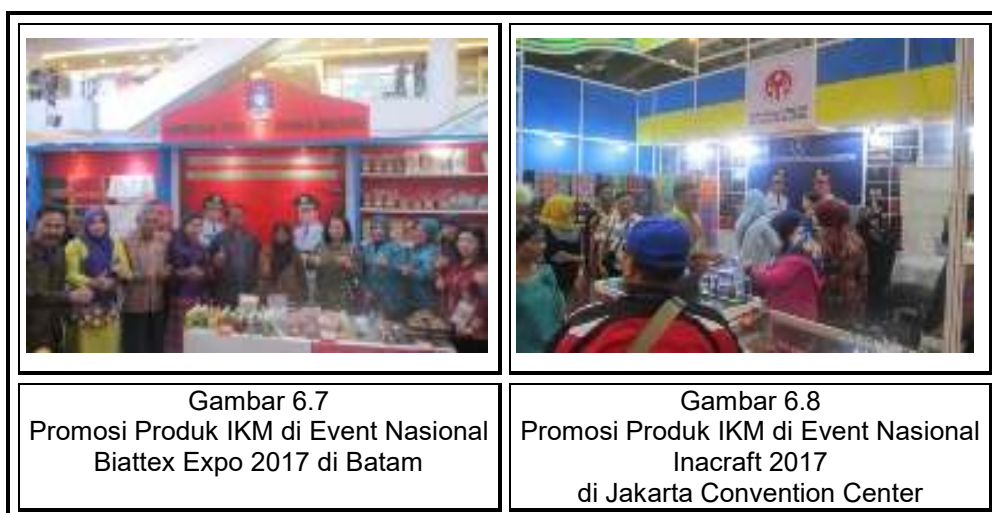 Gambar 6.7
Promosi Produk IKM di Event Nasional
Biattex Expo 2017 di Batam
Gambar 6.8
Promosi Produk IKM di Event Nasional
Inacraft 2017
di Jakarta Convention Center